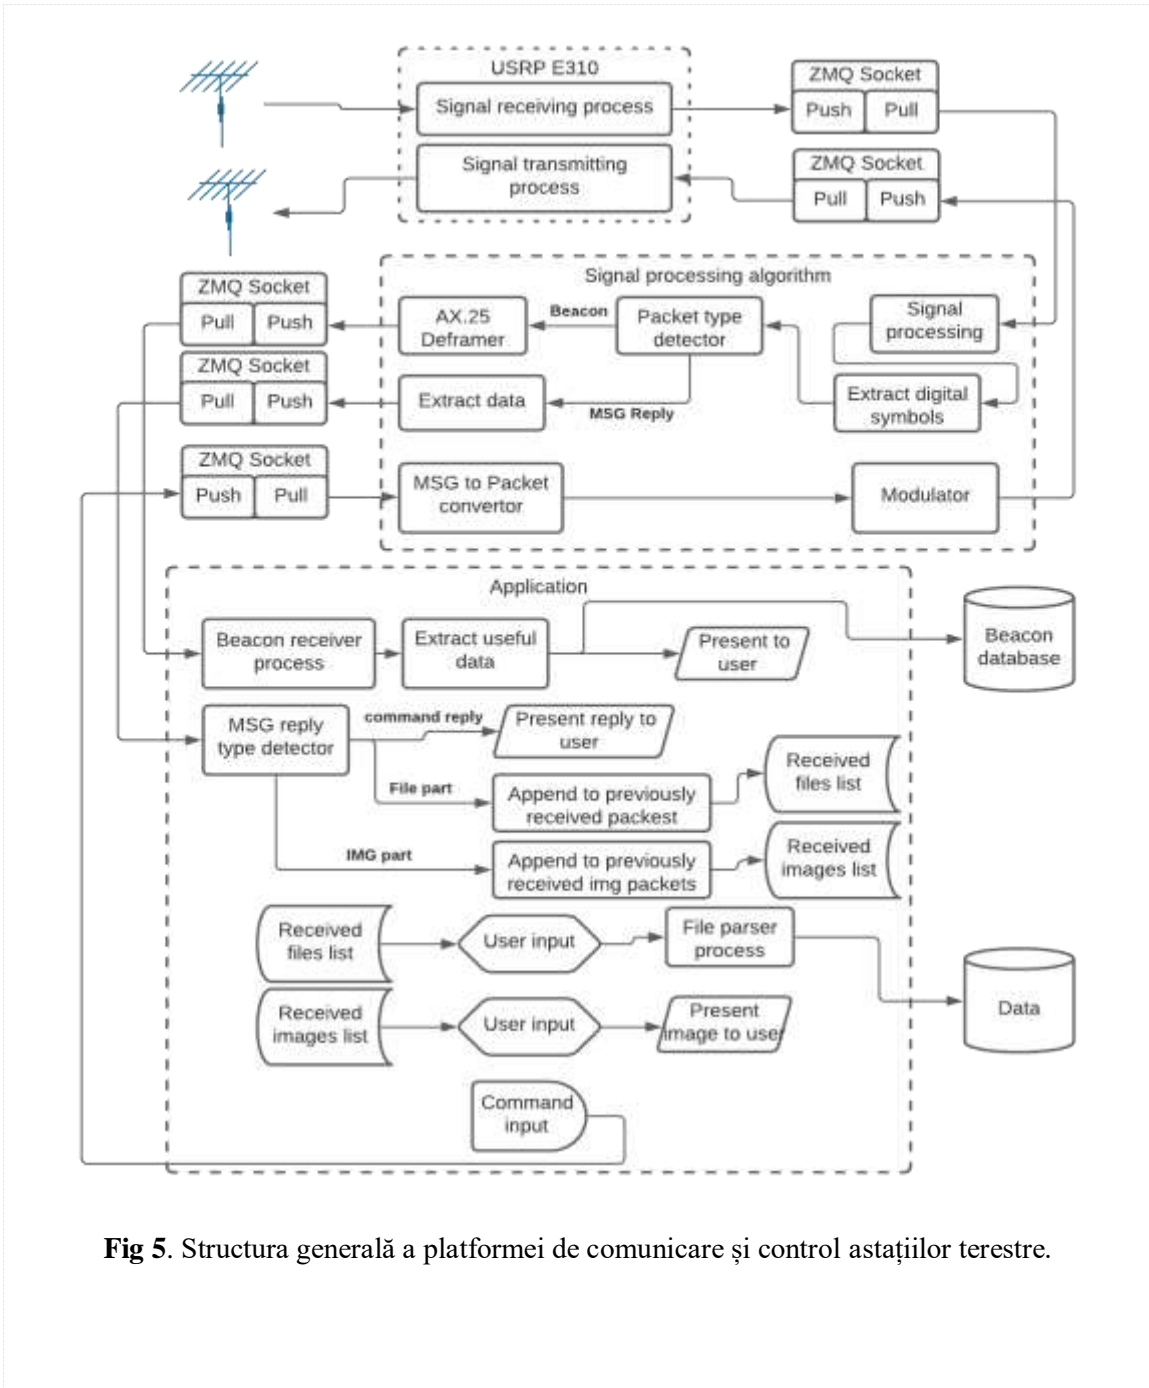 USRP E310
Signal receiving process
ZMQ Socket
Push
Pull
Signal transmitting
process
ZMQ Socket
Pull
Push
Signal processing algorithm
ZMQ Socket
Pull
Push
AX.25
Deframer
Beacon
Packet type
detector
Signal
processing
ZMQ Socket
Pull
Push
Extract data
MSG Reply
Extract digital
symbols
ZMQ Socket
Push
Pull
MSG to Packet
convertor
Modulator
Application
Beacon receiver
process
Extract useful
data
Present to
user
Beacon
database
MSG reply
type detector
command reply
Present reply to
user
File part
Append to previously
received packest
Received
files list
IMG part
Append to previously
received img packets
Received
images list
Received
files list
User input
File parser
process
Data
Received
images list
User input
Present
image to user
Command
input
Fig 5. Structura generală a platformei de comunicare și control astațiilor terestre.